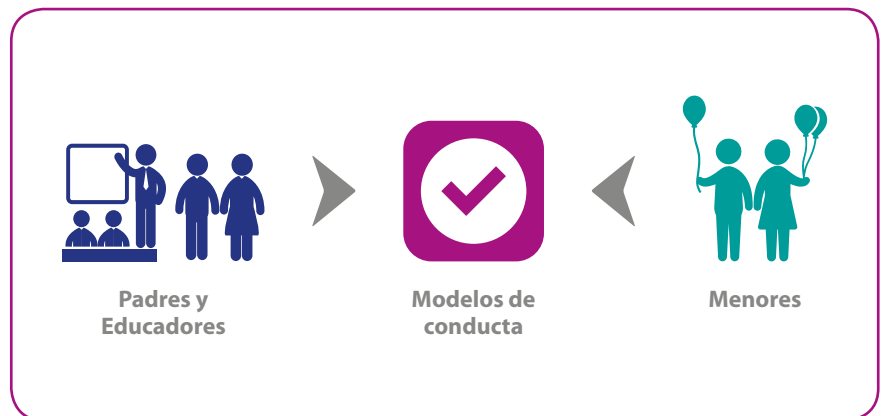 Padres y
Educadores
Modelos de
conducta
Menores